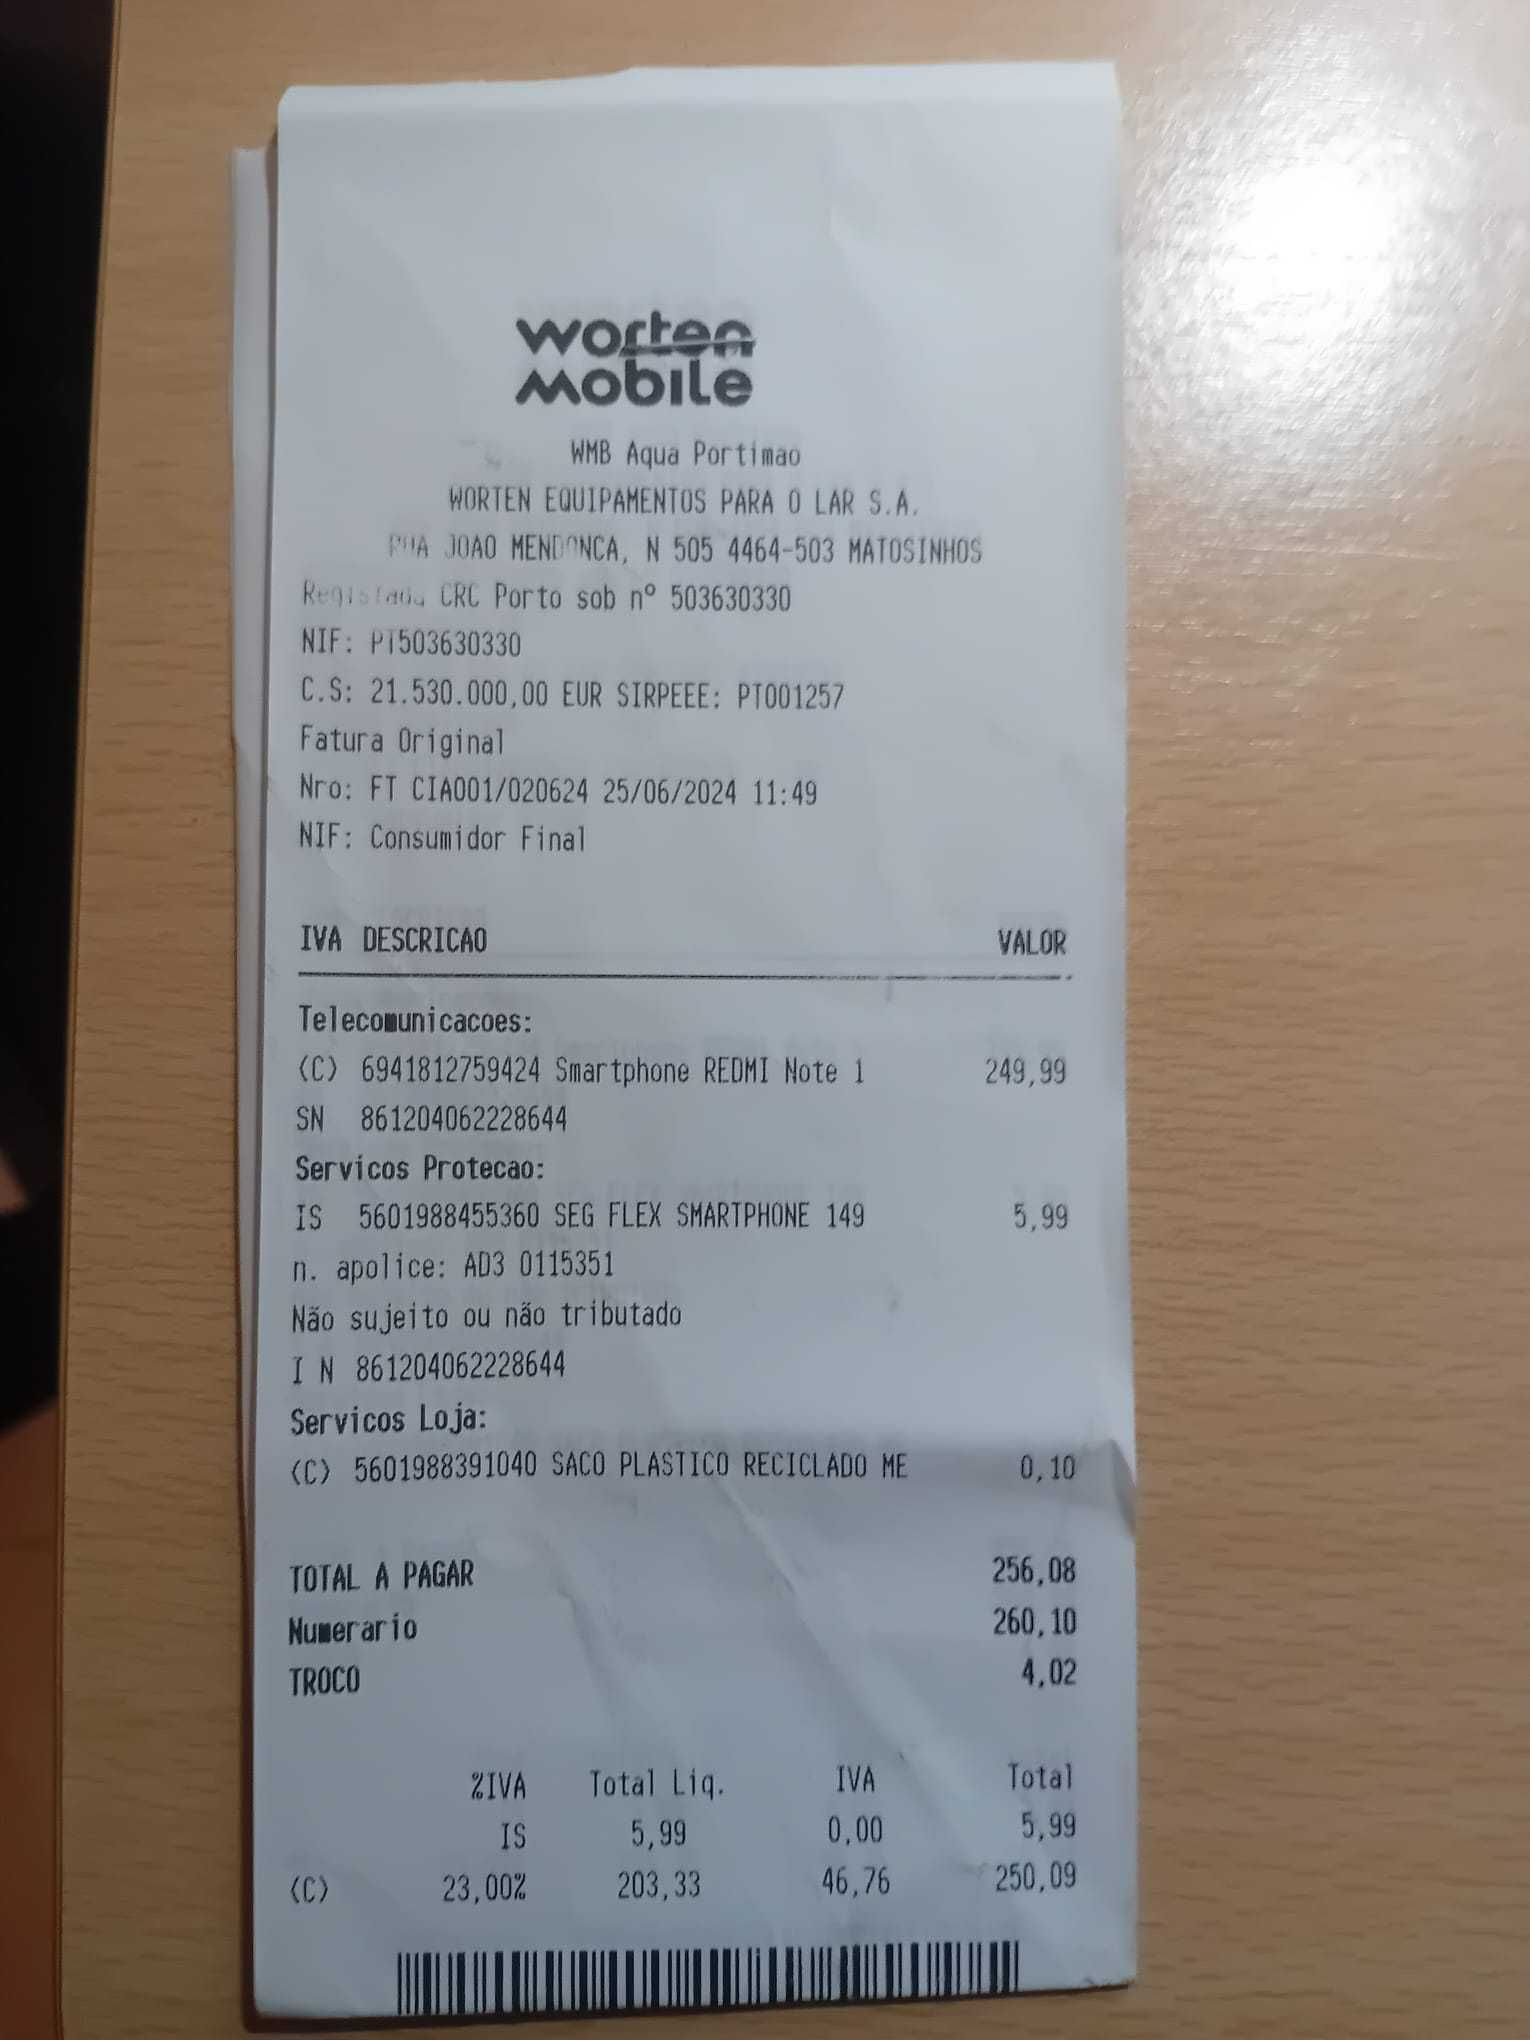 worten
mobile
WMB Aqua Portimao
WORTEN EQUIPAMENTOS PARA O LAR S.A.
RUA JOAO MENDONCA, N 505 4464-503 MATOSINHOS
Registada CRC Porto sob nº 503630330
NIF: PT503630330
C.S: 21.530.000,00 EUR SIRPEEE: PT001257
Fatura Original
Nro: FT CIA001/020624 25/06/2024 11:49
NIF: Consumidor Final
IVA DESCRICAO VALOR
Telecomunicacoes:
(C) 6941812759424 Smartphone REDMI Note 1 249,99
SN 861204062228644
Servicos Protecao:
IS 5601988455360 SEG FLEX SMARTPHONE 149 5,99
n. apolice: AD3 0115351
Não sujeito ou não tributado
I N 861204062228644
Servicos Loja:
(C) 5601988391040 SACO PLASTICO RECICLADO ME 0,10
TOTAL A PAGAR 256,08
Numerario 260,10
TROCO 4,02
%IVA Total Liq. IVA Total
IS 5,99 0,00 5,99
(C) 23,00% 203,33 46,76 250,09